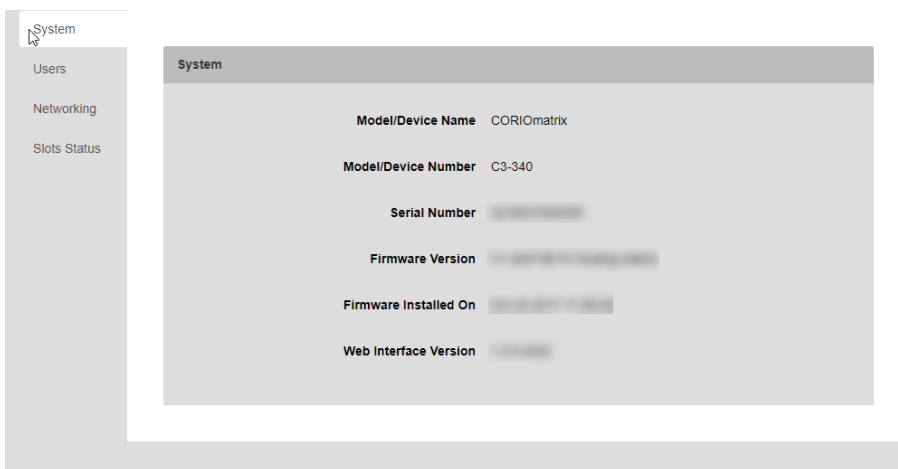 System
Users
Networking
Slots Status
System
Model/Device Name CORIOmatrix
Model/Device Number C3-340
Serial Number
Firmware Version
Firmware Installed On
Web Interface Version